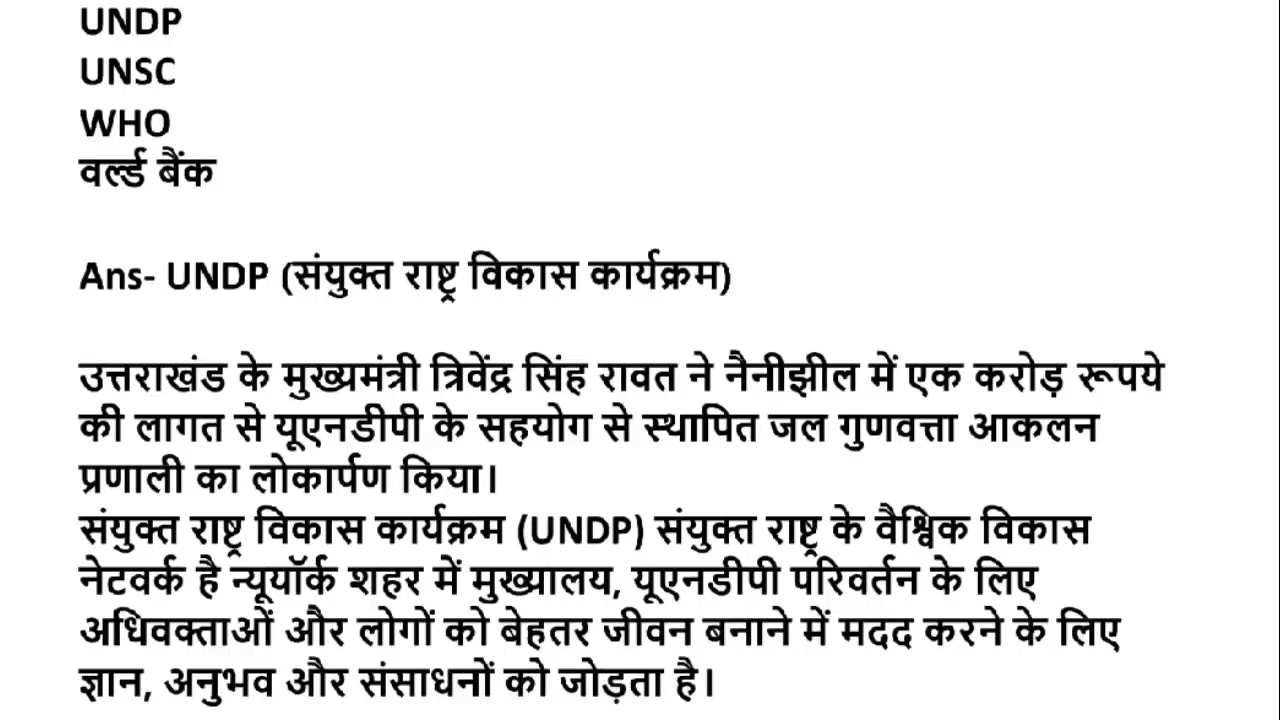 UNDP
UNSC
WHO
वर्ल्ड बैंक
Ans- UNDP (संयुक्त राष्ट्र विकास कार्यक्रम)
उत्तराखंड के मुख्यमंत्री त्रिवेंद्र सिंह रावत ने नैनीझील में एक करोड़ रूपये
की लागत से यूएनडीपी के सहयोग से स्थापित जल गुणवत्ता आकलन
प्रणाली का लोकार्पण किया।
संयुक्त राष्ट्र विकास कार्यक्रम (UNDP) संयुक्त राष्ट्र के वैश्विक विकास
नेटवर्क है न्यूयॉर्क शहर में मुख्यालय, यूएनडीपी परिवर्तन के लिए
अधिवक्ताओं और लोगों को बेहतर जीवन बनाने में मदद करने के लिए
ज्ञान, अनुभव और संसाधनों को जोड़ता है।